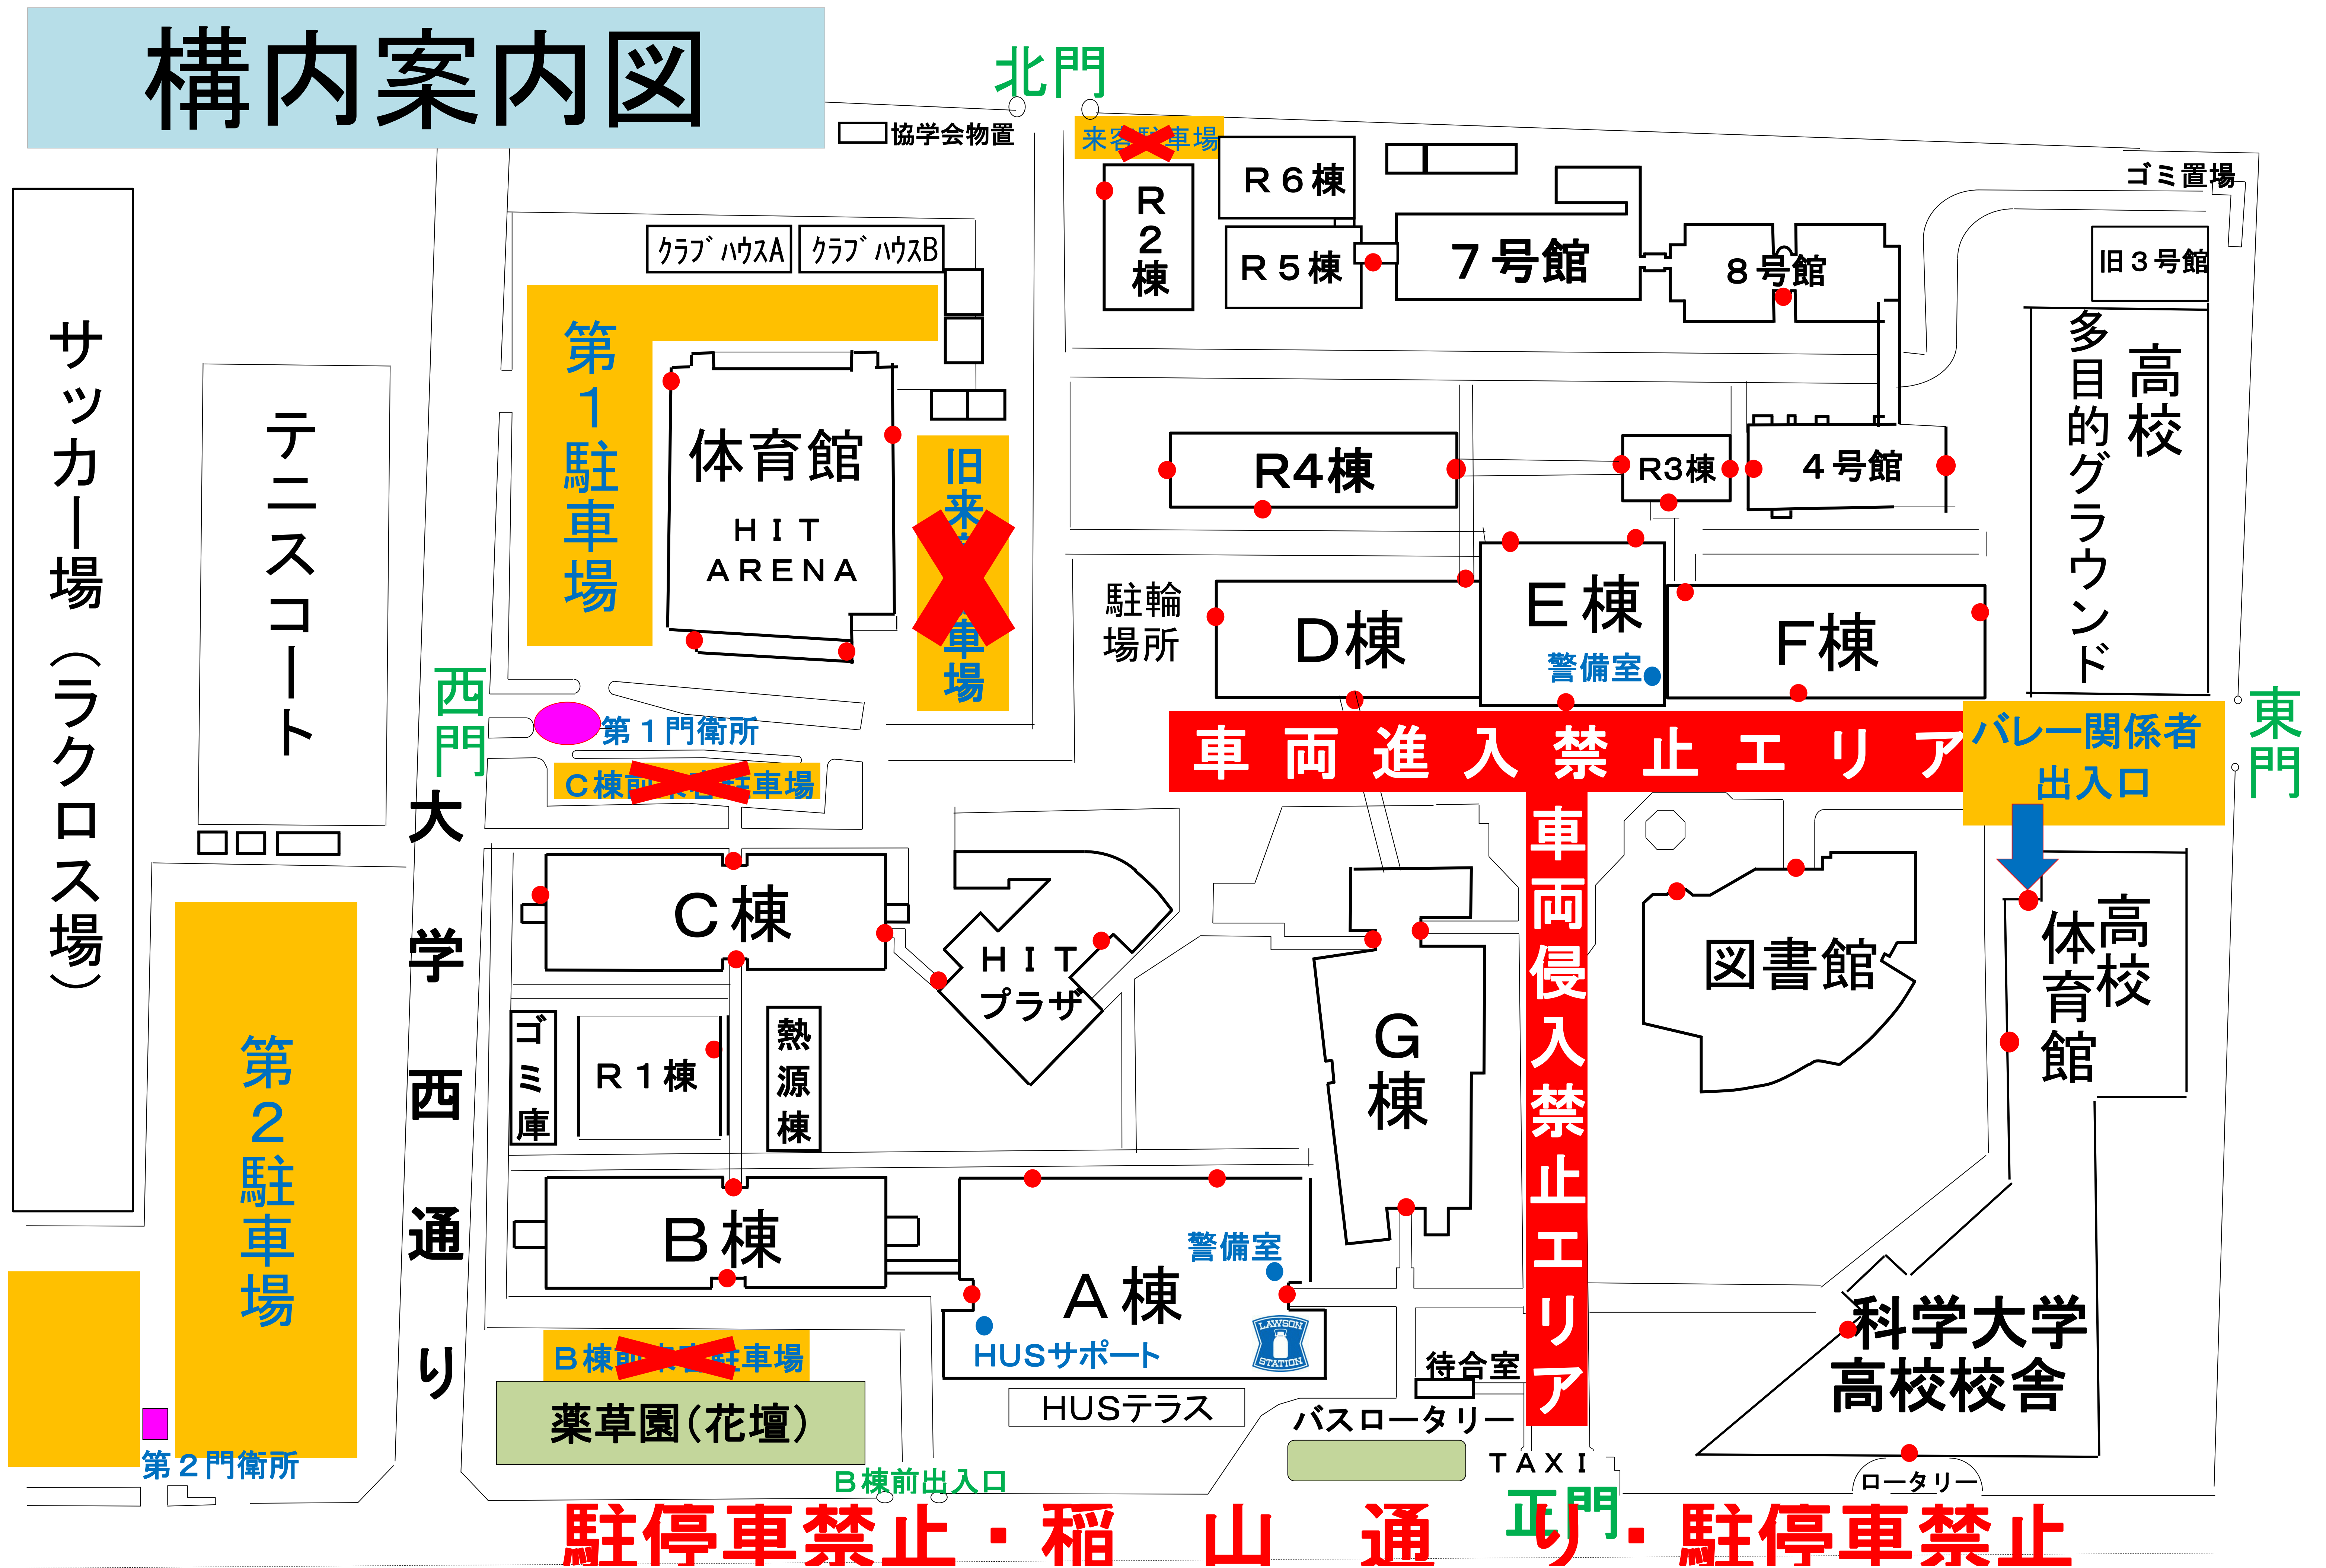 構内案内図
北門
協学会物置
来客駐車場
R6棟
R2棟
ゴミ置場
クラブハウスA
クラブハウスB
R5棟
7号館
8号館
旧3号館
サッカー場（ラクロス場）
テニスコート
第1駐車場
体育館
HIT
ARENA
旧来 車場
R4棟
R3棟
4号館
高校
多目的グラウンド
駐輪
場所
D棟
E棟
警備室
F棟
西門
第1門衛所
東門
車両進入禁止エリア
バレー関係者
出入口
C棟前来客駐車場
大学西通り
車両侵入禁止エリア
C棟
HIT
プラザ
G棟
図書館
高校
体育館
第2駐車場
ゴミ庫
R1棟
熱源棟
B棟
A棟
警備室
HUSサポート
LAWSON
STATION
科学大学
高校校舎
B棟前来客駐車場
待合室
薬草園（花壇）
HUSテラス
バスロータリー
TAXI
第2門衛所
B棟前出入口
ロータリー
正門
駐停車禁止・稲山通り・駐停車禁止